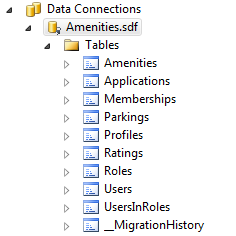 Data Connections
Amenities.sdf
Tables
Amenities
Applications
Memberships
Parkings
Profiles
Ratings
Roles
Users
UsersInRoles
__MigrationHistory